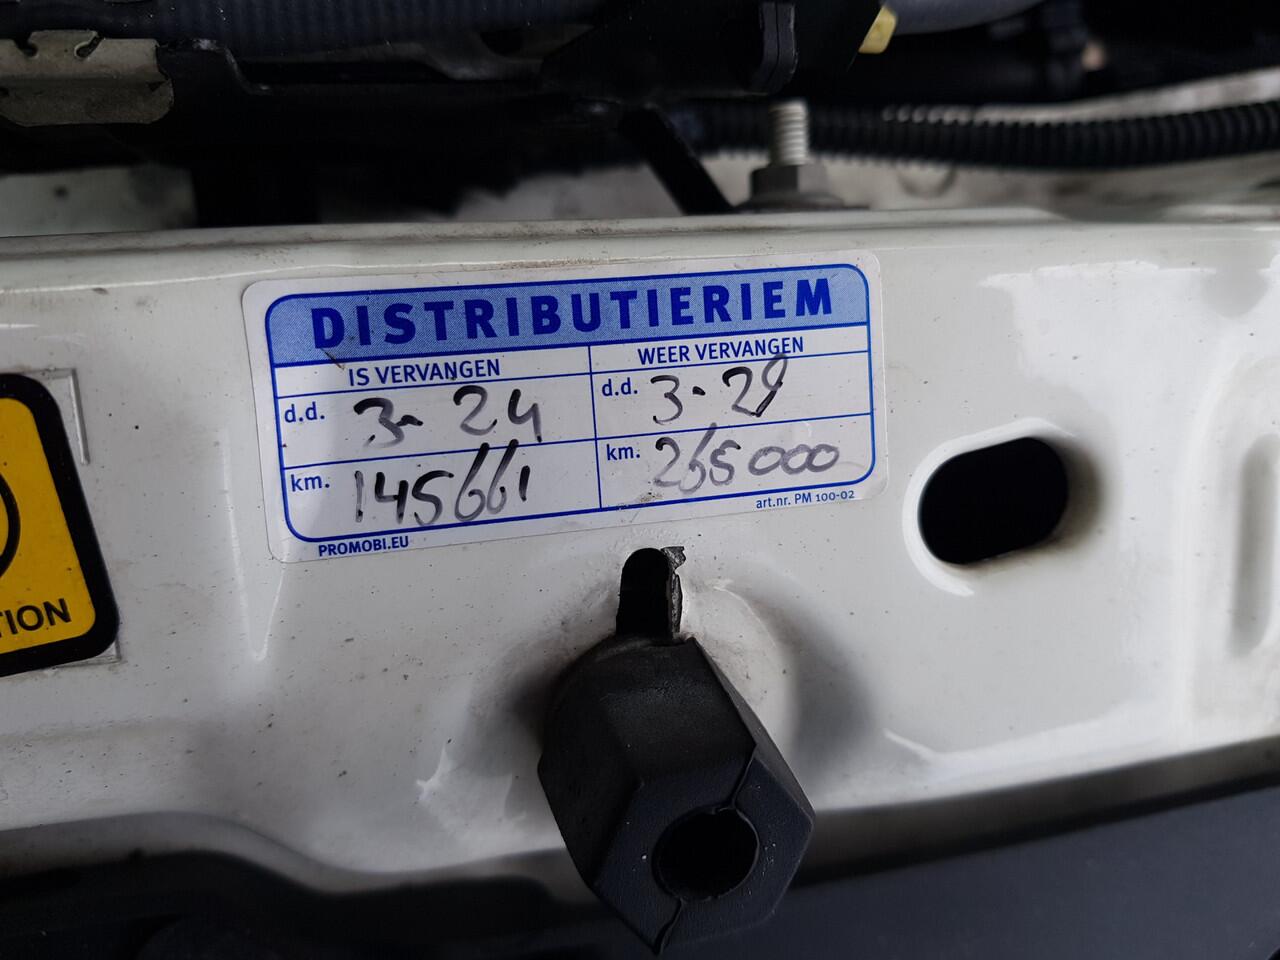 DISTRIBUTIERIEM
IS VERVANGEN
WEER VERVANGEN
d.d. 3-24
d.d. 3-29
km. 145661
km. 265000
PROMOBI.EU
art.nr. PM 100-02
TION